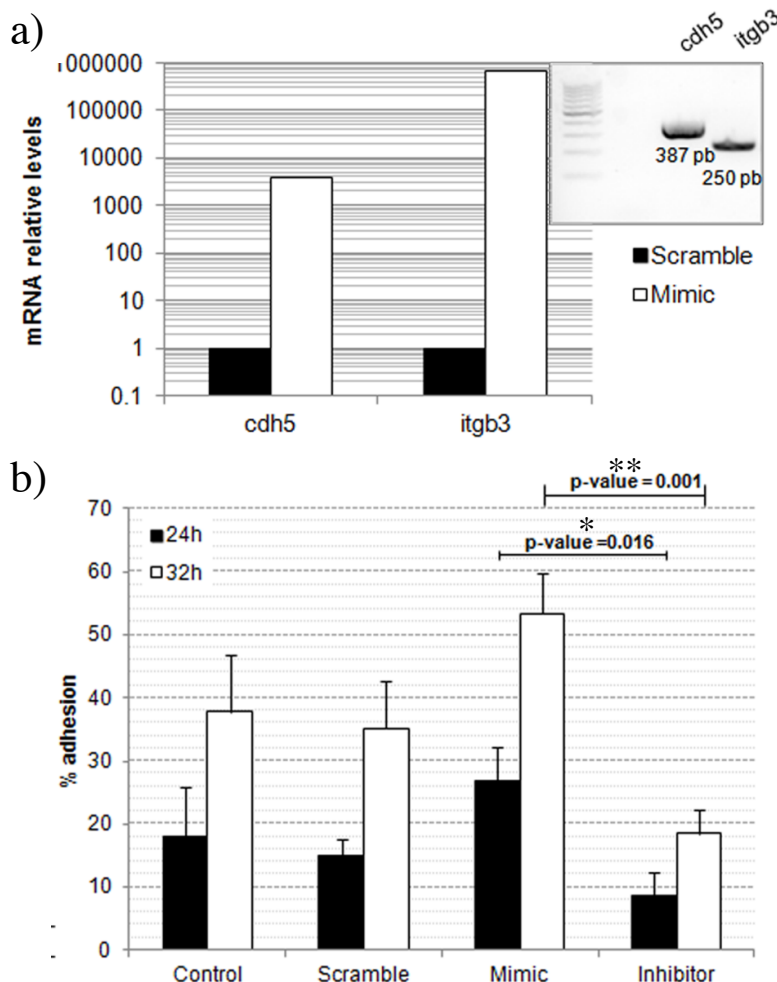 a)
cdh5 itgb3
000000
100000
10000
1000
100
10
1
0.1
mRNA relative levels
387 pb
250 pb
Scramble
Mimic
cdh5 itgb3
b)
**
p-value = 0.001
*
p-value =0.016
24h
32h
70
60
50
40
30
20
10
0
% adhesion
Control Scramble Mimic Inhibitor